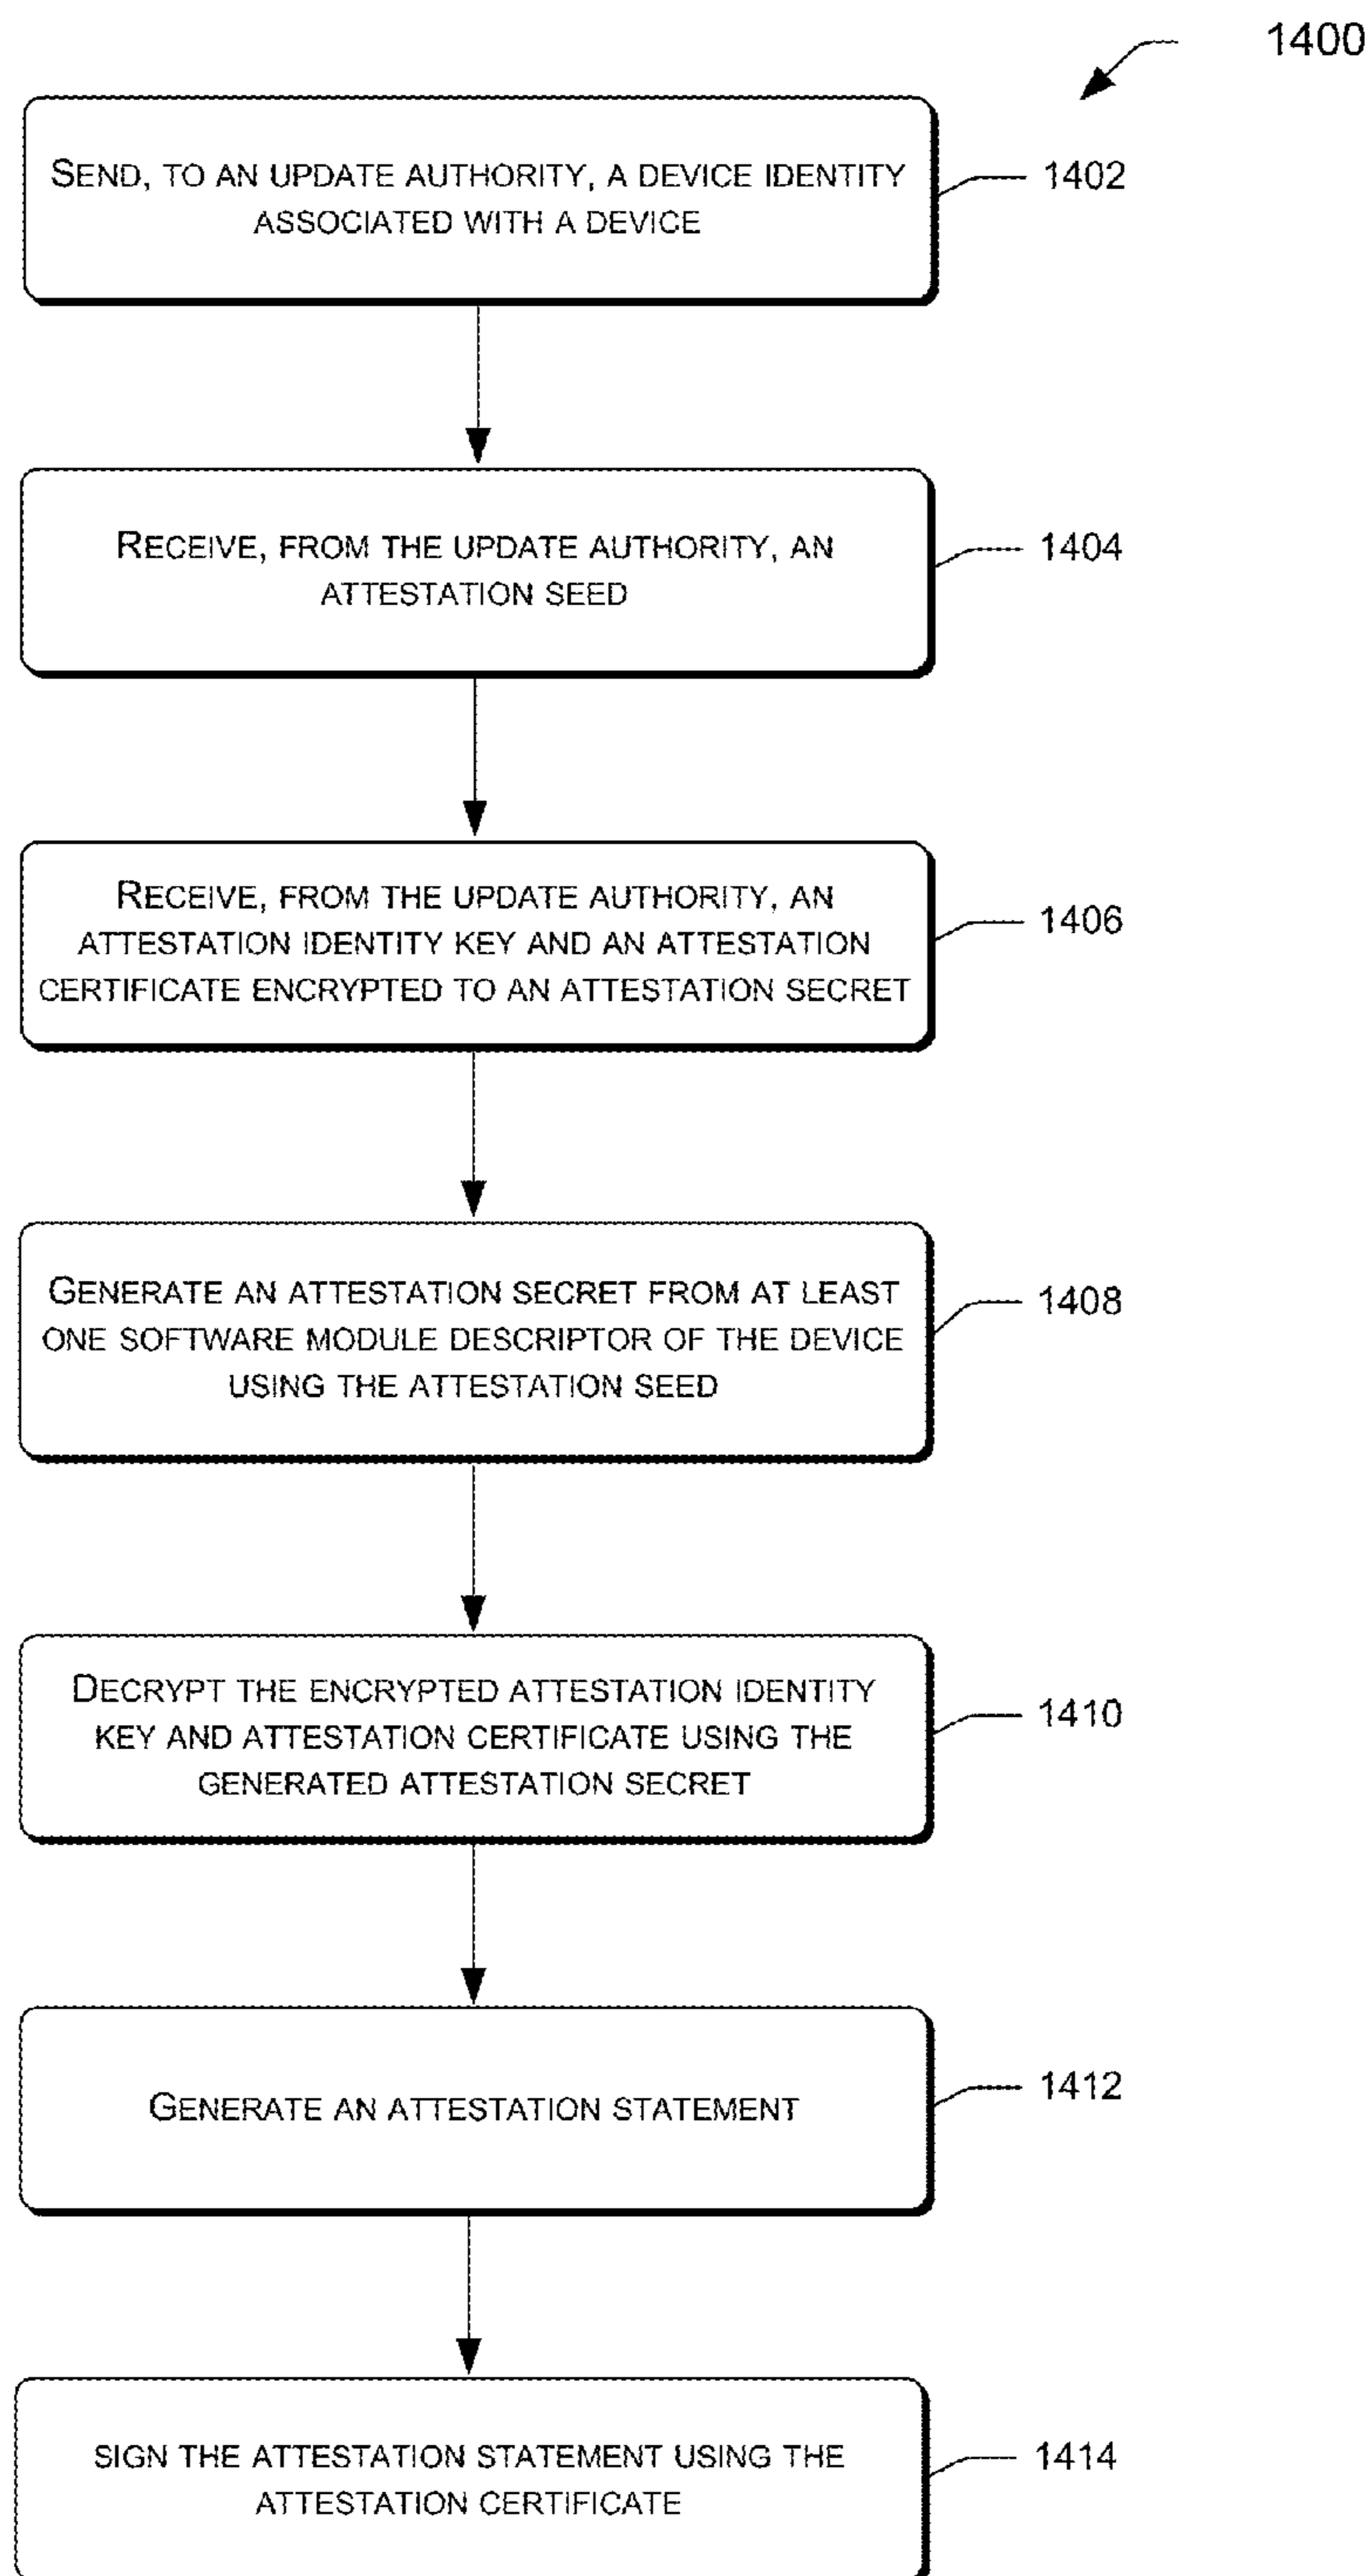 1400
SEND, TO AN UPDATE AUTHORITY, A DEVICE IDENTITY
ASSOCIATED WITH A DEVICE
1402
RECEIVE, FROM THE UPDATE AUTHORITY, AN
ATTESTATION SEED
1404
RECEIVE, FROM THE UPDATE AUTHORITY, AN
ATTESTATION IDENTITY KEY AND AN ATTESTATION
CERTIFICATE ENCRYPTED TO AN ATTESTATION SECRET
1406
GENERATE AN ATTESTATION SECRET FROM AT LEAST
ONE SOFTWARE MODULE DESCRIPTOR OF THE DEVICE
USING THE ATTESTATION SEED
1408
DECRYPT THE ENCRYPTED ATTESTATION IDENTITY
KEY AND ATTESTATION CERTIFICATE USING THE
GENERATED ATTESTATION SECRET
1410
GENERATE AN ATTESTATION STATEMENT
1412
SIGN THE ATTESTATION STATEMENT USING THE
ATTESTATION CERTIFICATE
1414